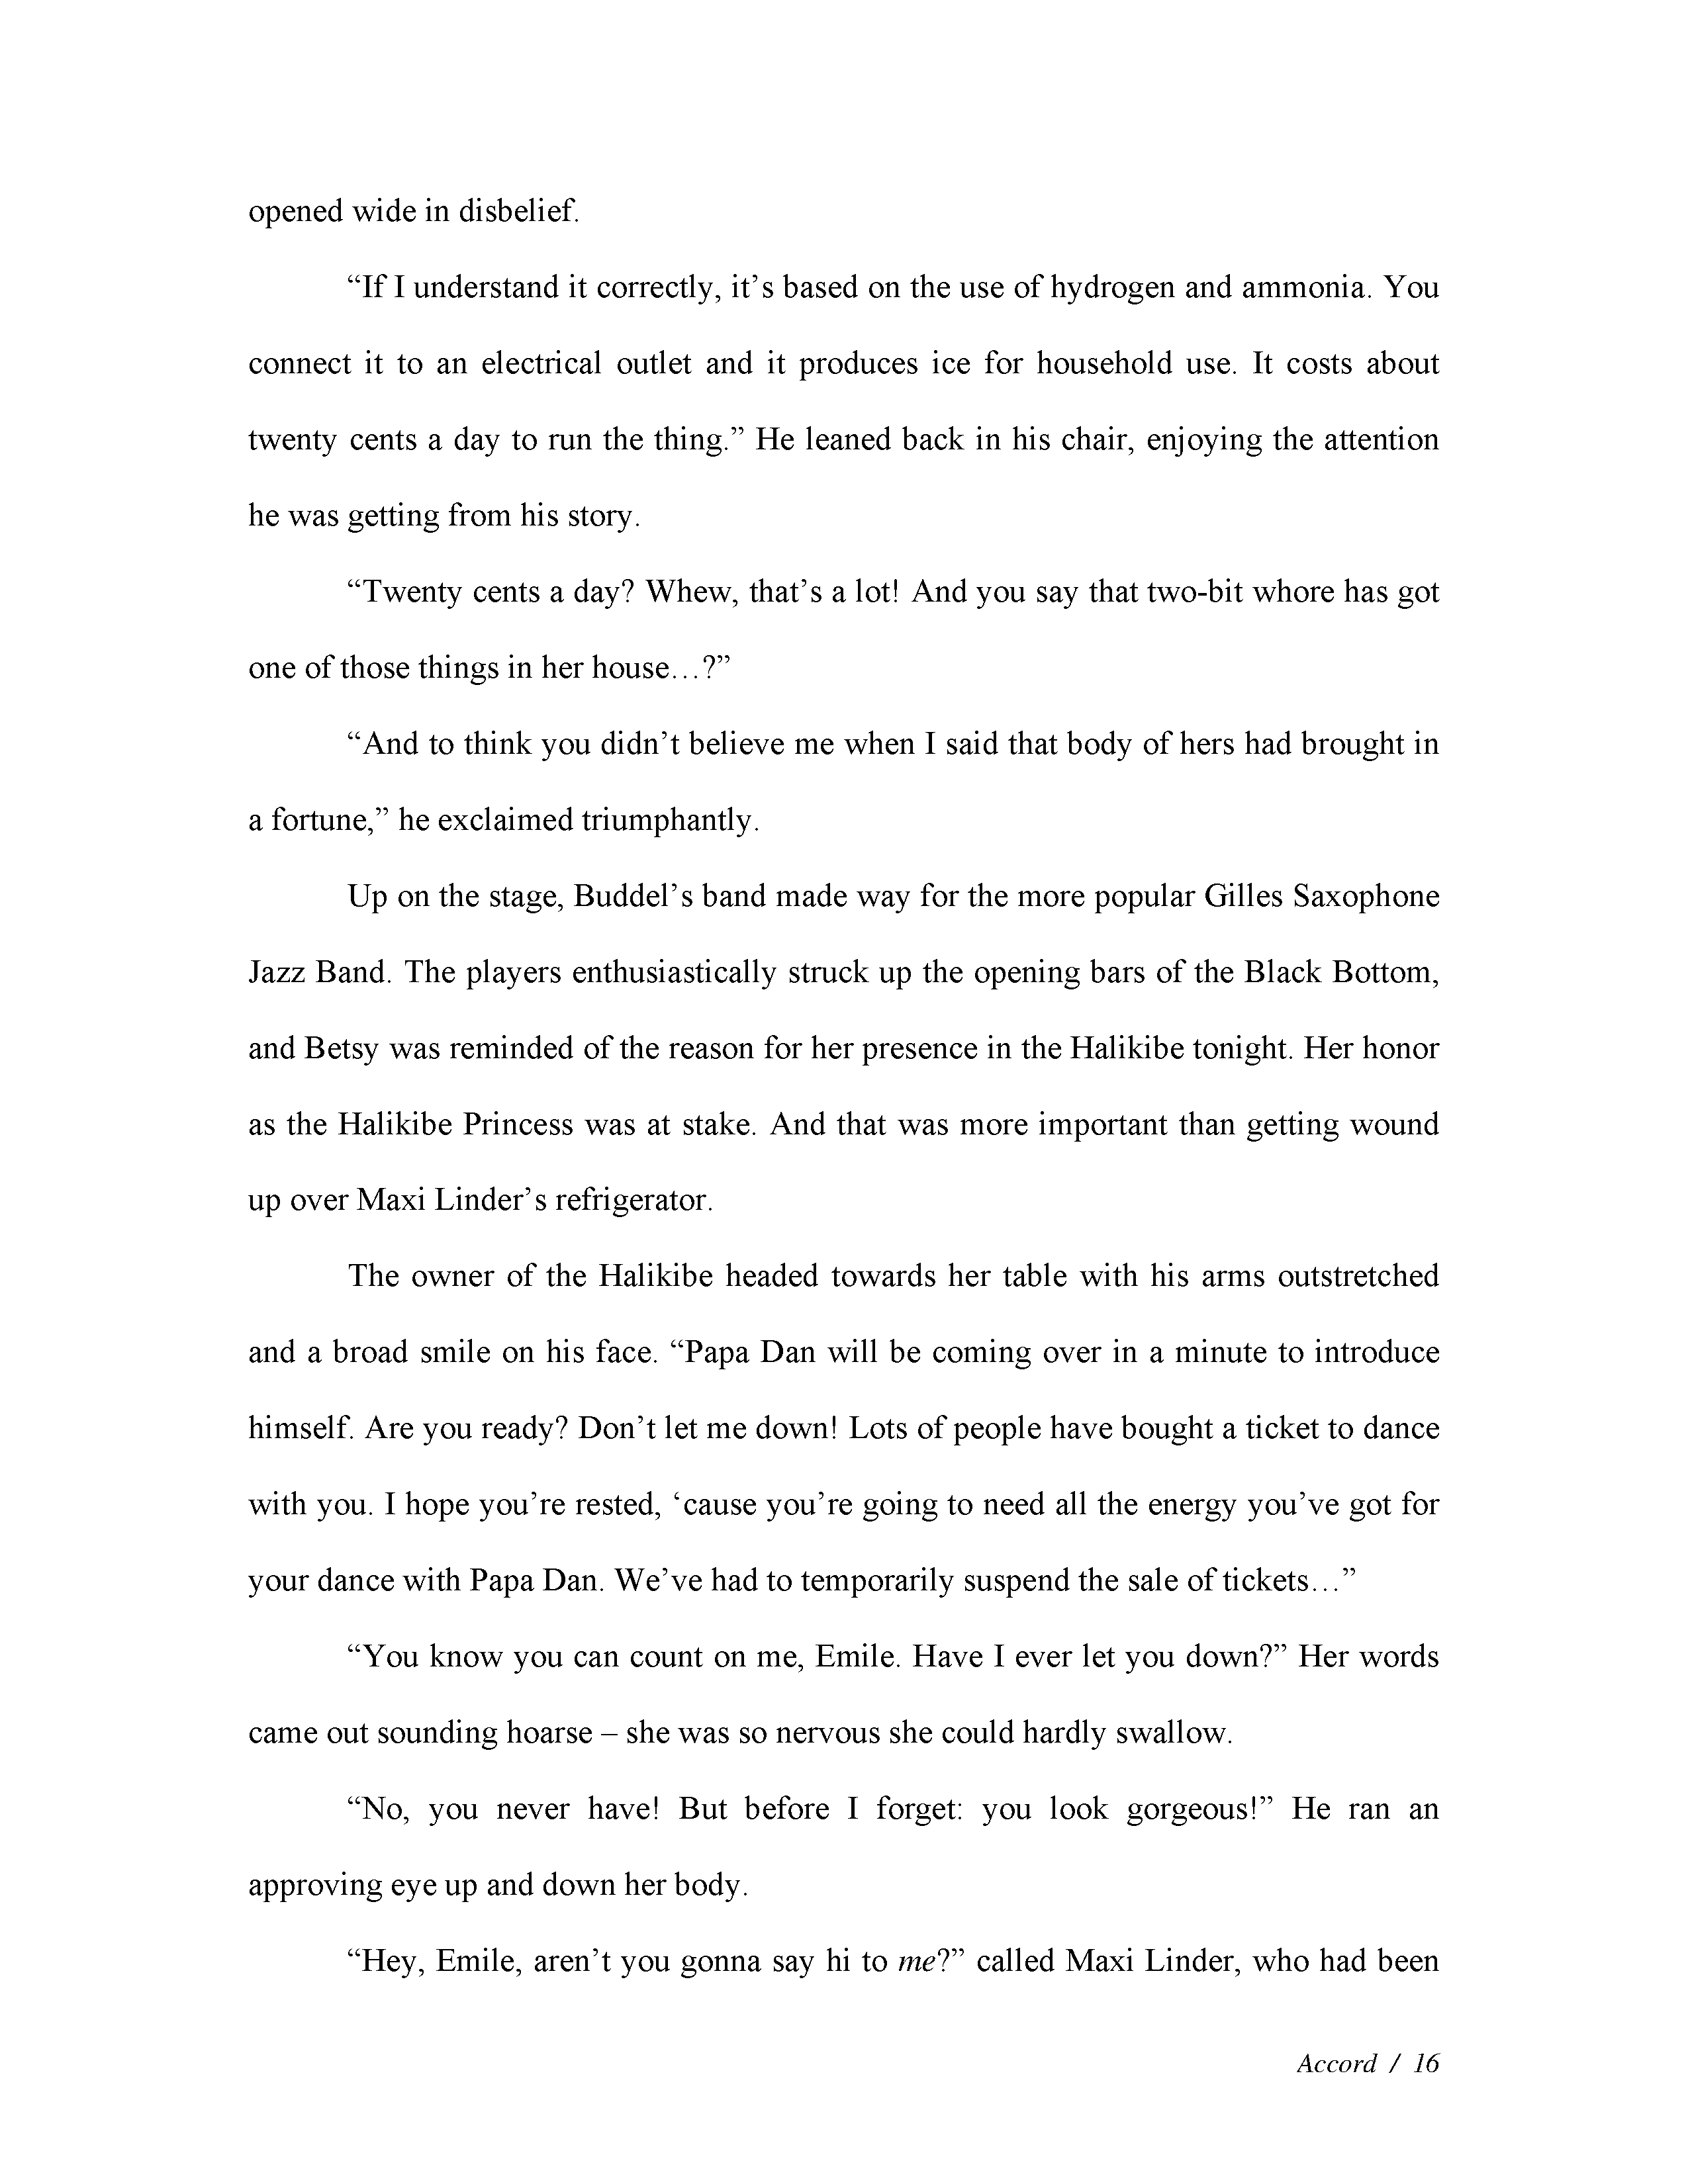 opened wide in disbelief.
“If I understand it correctly, it’s based on the use of hydrogen and ammonia. You
connect it to an electrical outlet and it produces ice for household use. It costs about
twenty cents a day to run the thing.” He leaned back in his chair, enjoying the attention
he was getting from his story.
“Twenty cents a day? Whew, that’s a lot! And you say that two-bit whore has got
one of those things in her house…?”
“And to think you didn’t believe me when I said that body of hers had brought in
a fortune,” he exclaimed triumphantly.
Up on the stage, Buddel’s band made way for the more popular Gilles Saxophone
Jazz Band. The players enthusiastically struck up the opening bars of the Black Bottom,
and Betsy was reminded of the reason for her presence in the Halikibe tonight. Her honor
as the Halikibe Princess was at stake. And that was more important than getting wound
up over Maxi Linder’s refrigerator.
The owner of the Halikibe headed towards her table with his arms outstretched
and a broad smile on his face. “Papa Dan will be coming over in a minute to introduce
himself. Are you ready? Don’t let me down! Lots of people have bought a ticket to dance
with you. I hope you’re rested, ‘cause you’re going to need all the energy you’ve got for
your dance with Papa Dan. We’ve had to temporarily suspend the sale of tickets…”
“You know you can count on me, Emile. Have I ever let you down?” Her words
came out sounding hoarse – she was so nervous she could hardly swallow.
“No, you never have! But before I forget: you look gorgeous!” He ran an
approving eye up and down her body.
“Hey, Emile, aren’t you gonna say hi to me?” called Maxi Linder, who had been
Accord / 16